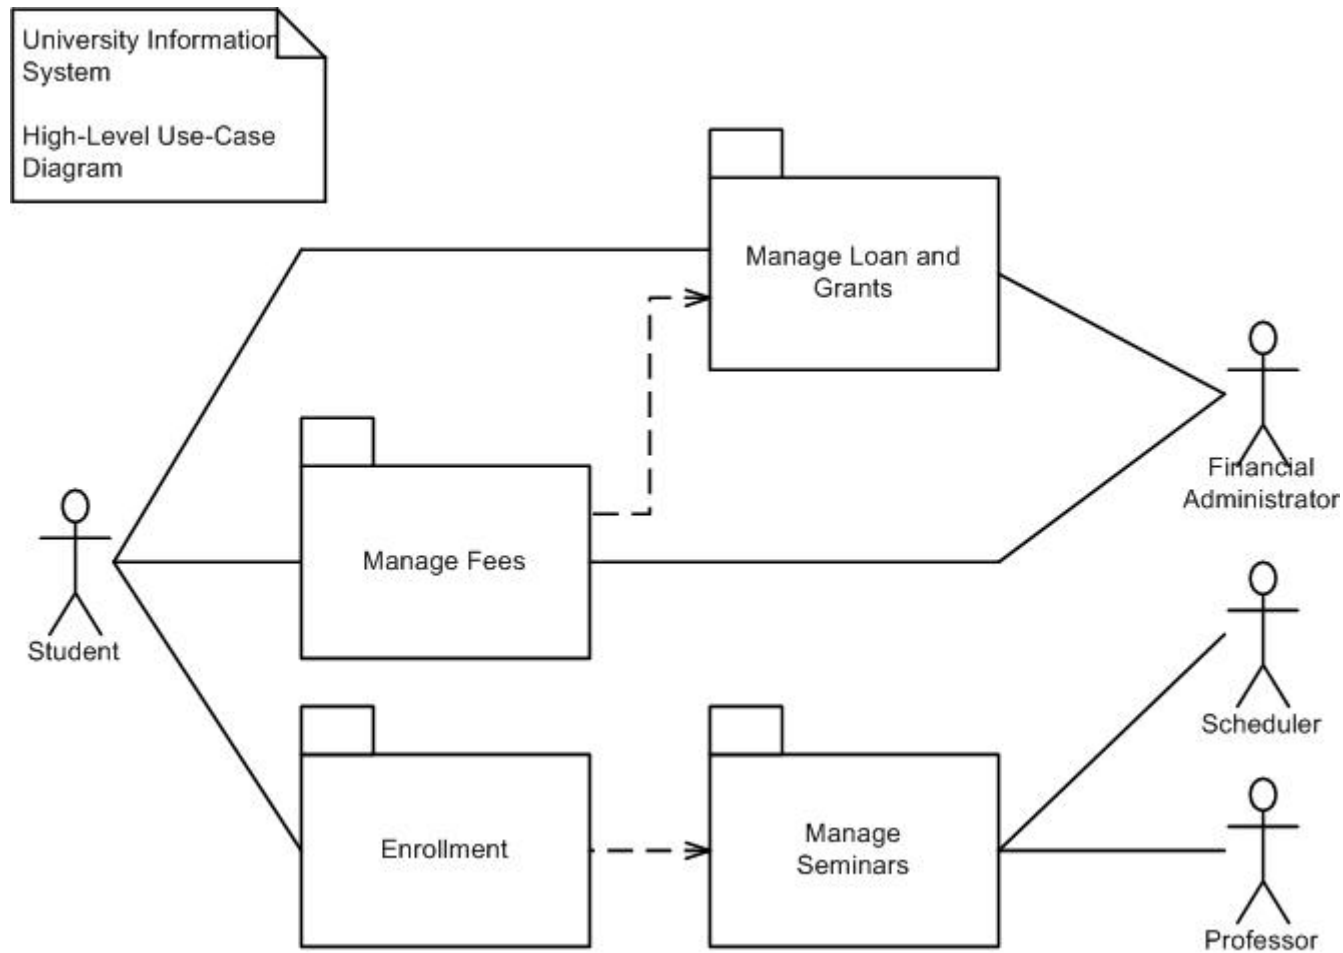 University Information
System
High-Level Use-Case
Diagram
Manage Loan and
Grants
Financial
Administrator
Manage Fees
Student
Scheduler
Enrollment
Manage
Seminars
Professor